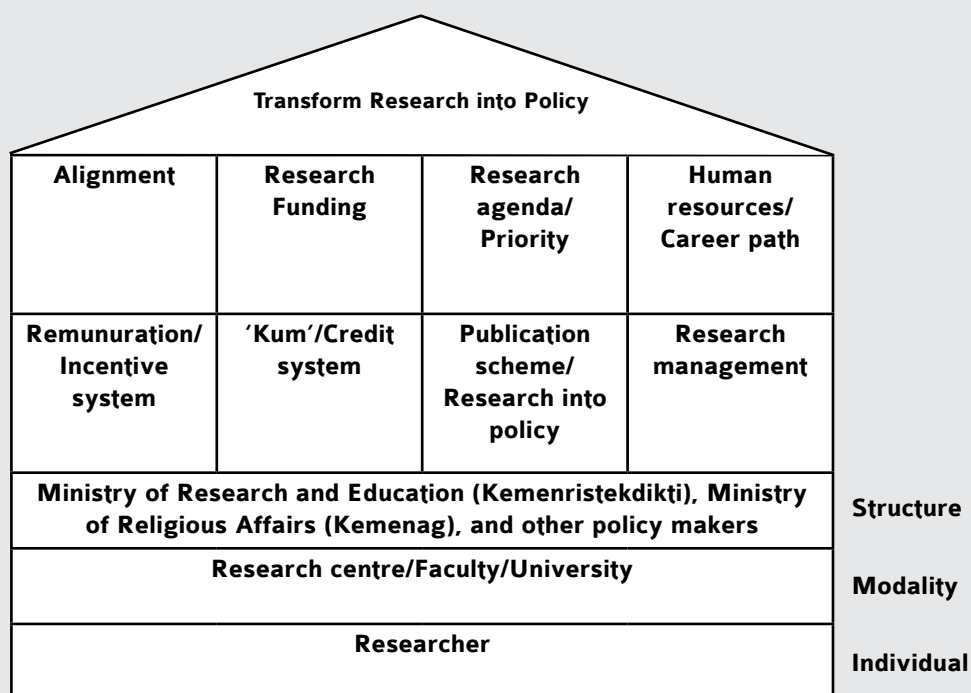 Transform Research into Policy
Alignment
Research
Funding
Research
agenda/
Priority
Human
resources/
Career path
Remunuration/
Incentive
system
‘Kum’/Credit
system
Publication
scheme/
Research into
policy
Research
management
Ministry of Research and Education (Kemenristekdikti), Ministry
of Religious Affairs (Kemenag), and other policy makers
Structure
Research centre/Faculty/University
Modality
Researcher
Individual